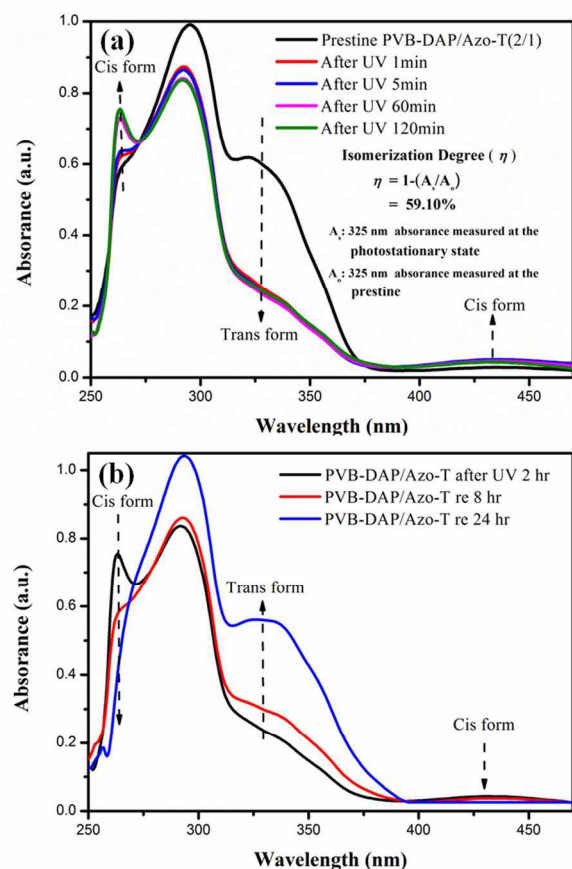 (a)
Prestine PVB-DAP/Azo-T(2/1)
After UV 1min
After UV 5min
After UV 60min
After UV 120min
Cis form
Isomerization Degree ( η )
η = 1-(As/Ao)
= 59.10%
As: 325 nm absorance measured at the
photostationary state
Ao: 325 nm absorance measured at the
prestine
Trans form
Cis form
Absorance (a.u.)
1.0
0.8
0.6
0.4
0.2
0.0
250
300
350
400
450
Wavelength (nm)
(b)
PVB-DAP/Azo-T after UV 2 hr
PVB-DAP/Azo-T re 8 hr
PVB-DAP/Azo-T re 24 hr
Cis form
Trans form
Cis form
Absorance (a.u.)
1.0
0.8
0.6
0.4
0.2
0.0
250
300
350
400
450
Wavelength (nm)